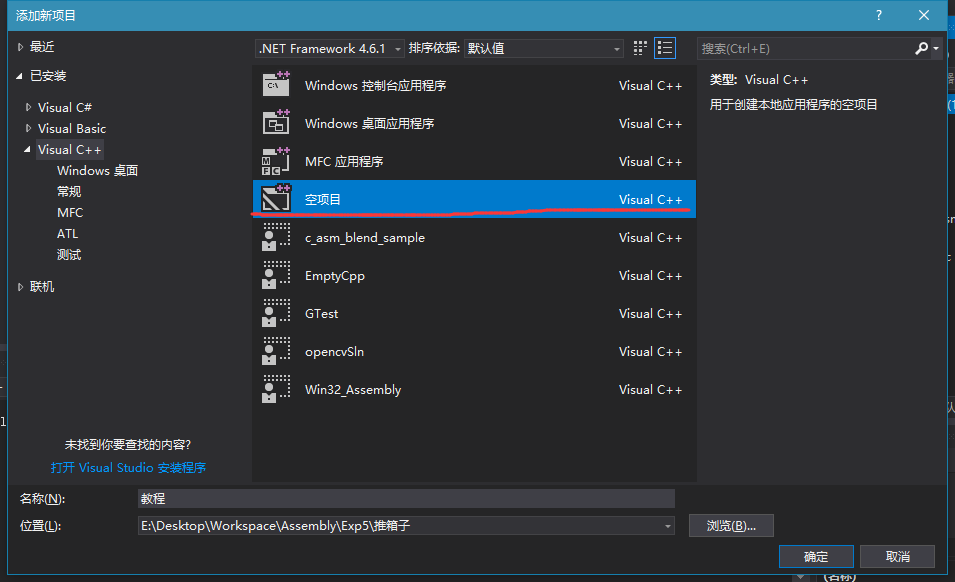 添加新项目
?
最近
.NET Framework 4.6.1 排序依据: 默认值
搜索(Ctrl+E)
已安装
Visual C#
Visual Basic
Visual C++
Windows 桌面
常规
MFC
ATL
测试
联机
Windows 控制台应用程序 Visual C++
Windows 桌面应用程序 Visual C++
MFC 应用程序 Visual C++
空项目 Visual C++
c_asm_blend_sample Visual C++
EmptyCpp Visual C++
GTest Visual C++
opencvSln Visual C++
Win32_Assembly Visual C++
类型: Visual C++
用于创建本地应用程序的空项目
未找到你要查找的内容?
打开 Visual Studio 安装程序
名称(N): 教程
位置(L): E:\Desktop\Workspace\Assembly\Exp5\推箱子 浏览(B)...
确定 取消
(名称)